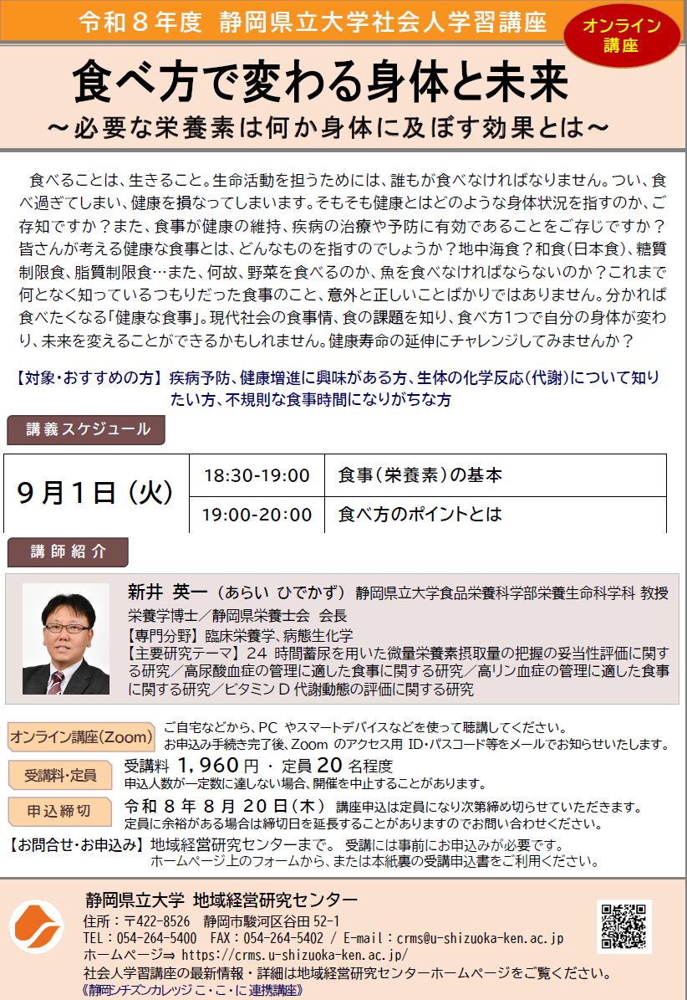 令和8年度 静岡県立大学社会人学習講座
オンライン
講座
食べ方で変わる身体と未来
～必要な栄養素は何か身体に及ぼす効果とは～
食べることは、生きること。生命活動を担うためには、誰もが食べなければなりません。つい、食
べ過ぎてしまい、健康を損なってしまいます。そもそも健康とはどのような身体状況を指すのか、ご
存知ですか？また、食事が健康の維持、疾病の治療や予防に有効であることをご存じですか？
皆さんが考える健康な食事とは、どんなものを指すのでしょうか？地中海食？和食（日本食）、糖質
制限食、脂質制限食…また、何故、野菜を食べるのか、魚を食べなければならないのか？これまで
何となく知っているつもりだった食事のこと、意外と正しいことばかりではありません。分かれば
食べたくなる「健康な食事」。現代社会の食事情、食の課題を知り、食べ方1つで自分の身体が変わ
り、未来を変えることができるかもしれません。健康寿命の延伸にチャレンジしてみませんか？
【対象・おすすめの方】疾病予防、健康増進に興味がある方、生体の化学反応（代謝）について知り
たい方、不規則な食事時間になりがちな方
講義スケジュール
9月1日（火）
18:30-19:00 食事（栄養素）の基本
19:00-20:00 食べ方のポイントとは
講師紹介
新井 英一（あらい ひでかず） 静岡県立大学食品栄養科学部栄養生命科学科 教授
栄養学博士／静岡県栄養士会 会長
【専門分野】臨床栄養学、病態生化学
【主要研究テーマ】24 時間蓄尿を用いた微量栄養素摂取量の把握の妥当性評価に関す
る研究／高尿酸血症の管理に適した食事に関する研究／高リン血症の管理に適した食事
に関する研究／ビタミンD代謝動態の評価に関する研究
オンライン講座（Zoom）
ご自宅などから、PC やスマートデバイスなどを使って聴講してください。
お申込み手続き完了後、Zoom のアクセス用 ID・パスコード等をメールでお知らせいたします。
受講料・定員
受講料 1,960円 ・ 定員20 名程度
申込人数が一定数に達しない場合、開催を中止することがあります。
申込締切
令和8年8月20日（木） 講座申込は定員になり次第締め切らせていただきます。
定員に余裕がある場合は締切日を延長することがありますのでお問い合わせください。
【お問合せ・お申込み】地域経営研究センターまで。 受講には事前にお申込みが必要です。
ホームページ上のフォームから、または本紙裏の受講申込書をご利用ください。
静岡県立大学 地域経営研究センター
住所：〒422-8526 静岡市駿河区谷田 52-1
TEL：054-264-5400 FAX：054-264-5402 / E-mail：crms@u-shizuoka-ken.ac.jp
ホームページ⇒ https://crms.u-shizuoka-ken.ac.jp/
社会人学習講座の最新情報・詳細は地域経営研究センターホームページをご覧ください。
《静岡シチズンカレッジ こ・こ・に 連携講座》